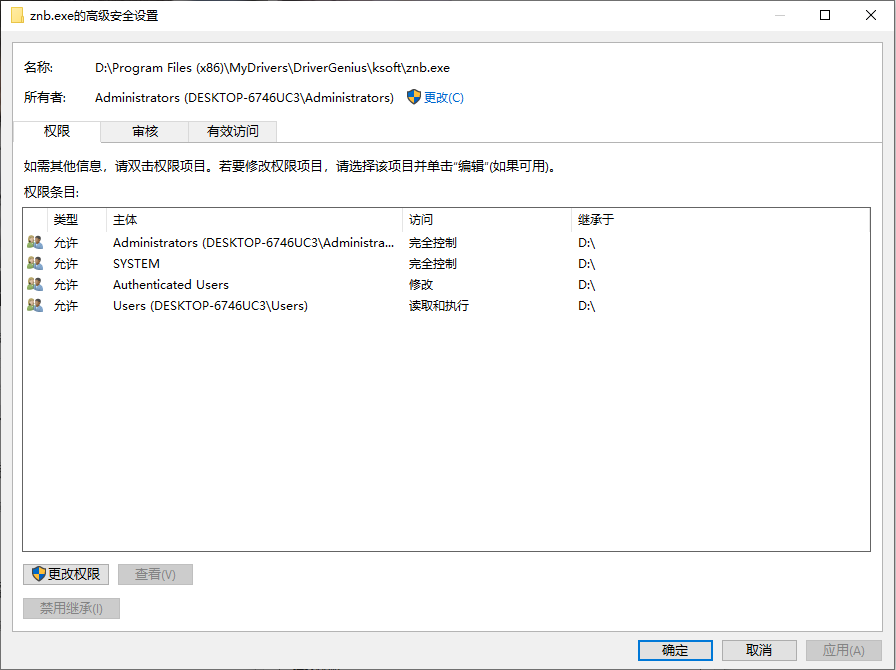 znb.exe的高级安全设置
名称: D:\Program Files (x86)\MyDrivers\DriverGenius\ksoft\znb.exe
所有者: Administrators (DESKTOP-6746UC3\Administrators) 更改(C)
权限 审核 有效访问
如需其他信息，请双击权限项目。若要修改权限项目，请选择该项目并单击"编辑"(如果可用)。
权限条目:
类型 主体 访问 继承于
允许 Administrators (DESKTOP-6746UC3\Administra... 完全控制 D:\
允许 SYSTEM 完全控制 D:\
允许 Authenticated Users 修改 D:\
允许 Users (DESKTOP-6746UC3\Users) 读取和执行 D:\
更改权限 查看(V)
禁用继承(I)
确定 取消 应用(A)